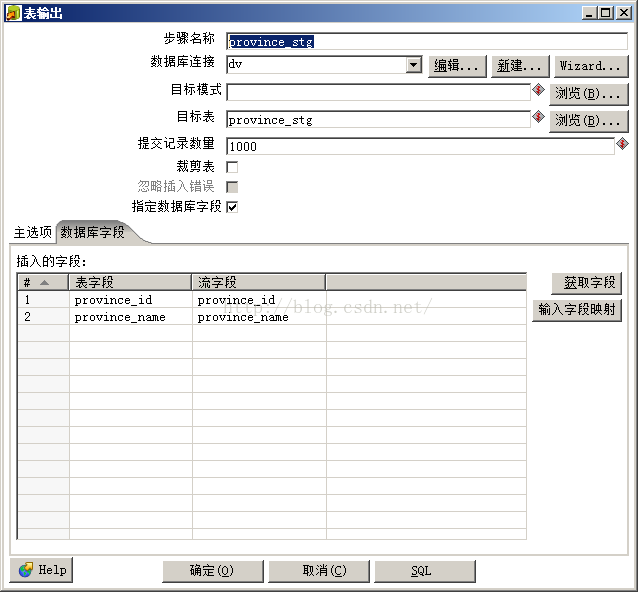 表输出
步骤名称 province_stg
数据库连接 dv 编辑... 新建... Wizard...
目标模式 浏览(B)...
目标表 province_stg 浏览(B)...
提交记录数量 1000
裁剪表
忽略插入错误
指定数据库字段
主选项 数据库字段
插入的字段:
# 表字段 流字段 获取字段
1 province_id province_id
2 province_name province_name 输入字段映射
http://blog.csdn.net/
Help 确定(O) 取消(C) SQL